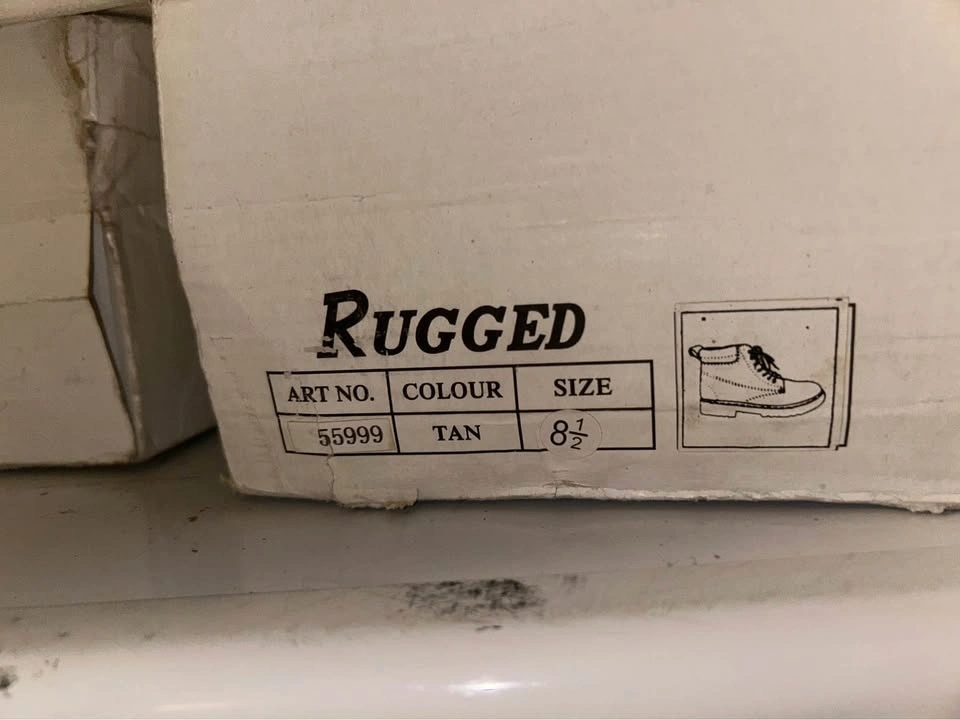 RUGGED
ART NO. COLOUR SIZE
55999 TAN 8½